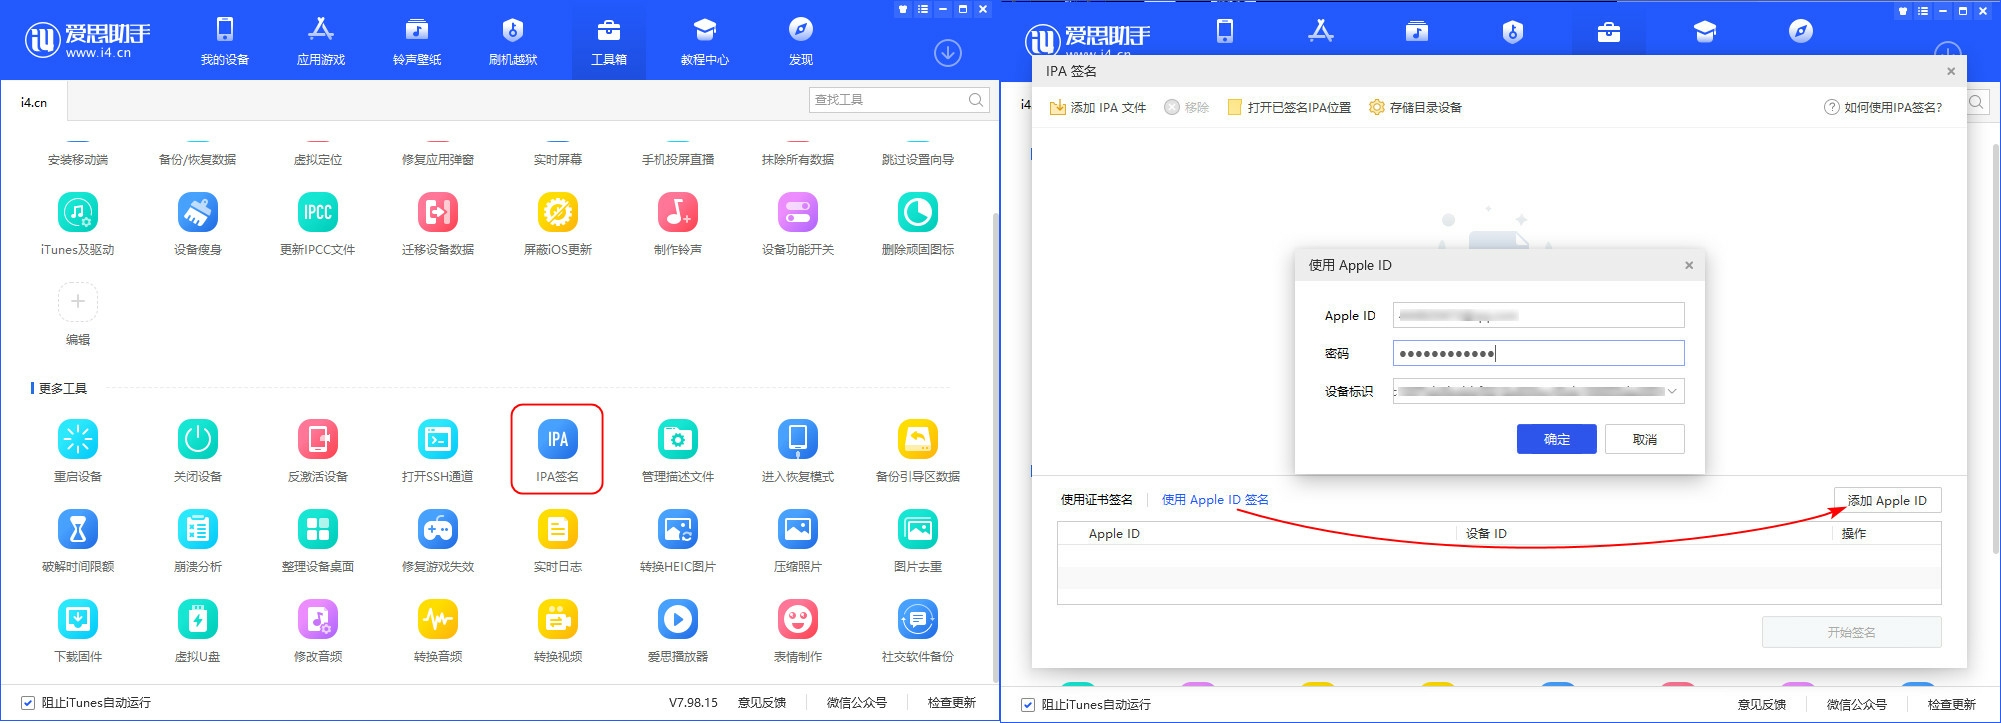 爱思助手
www.i4.cn
我的设备
应用游戏
铃声壁纸
刷机越狱
工具箱
教程中心
发现
i4.cn
查找工具
安装移动端
备份/恢复数据
虚拟定位
修复应用弹窗
实时屏幕
手机投屏直播
抹除所有数据
跳过设置向导
IPCC
iTunes及驱动
设备瘦身
更新IPCC文件
迁移设备数据
屏蔽iOS更新
制作铃声
设备功能开关
删除顽固图标
编辑
更多工具
IPA
重启设备
关闭设备
反激活设备
打开SSH通道
IPA签名
管理描述文件
进入恢复模式
备份引导区数据
破解时间限额
崩溃分析
整理设备桌面
修复游戏失效
实时日志
转换HEIC图片
压缩照片
图片去重
下载固件
虚拟U盘
修改音频
转换音频
转换视频
爱思播放器
表情制作
社交软件备份
阻止iTunes自动运行
V7.98.15
意见反馈
微信公众号
检查更新
爱思助手
www.i4.cn
i4
IPA 签名
添加 IPA 文件
移除
打开已签名IPA位置
存储目录设备
如何使用IPA签名?
使用 Apple ID
Apple ID
密码
设备标识
确定
取消
使用证书签名
使用 Apple ID 签名
添加 Apple ID
Apple ID
设备 ID
操作
开始签名
阻止iTunes自动运行
意见反馈
微信公众号
检查更新